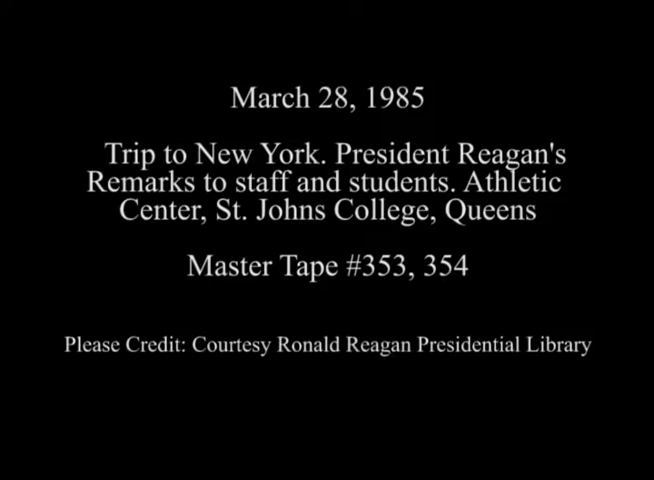 March 28, 1985
Trip to New York. President Reagan's
Remarks to staff and students. Athletic
Center, St. Johns College, Queens
Master Tape #353, 354
Please Credit: Courtesy Ronald Reagan Presidential Library